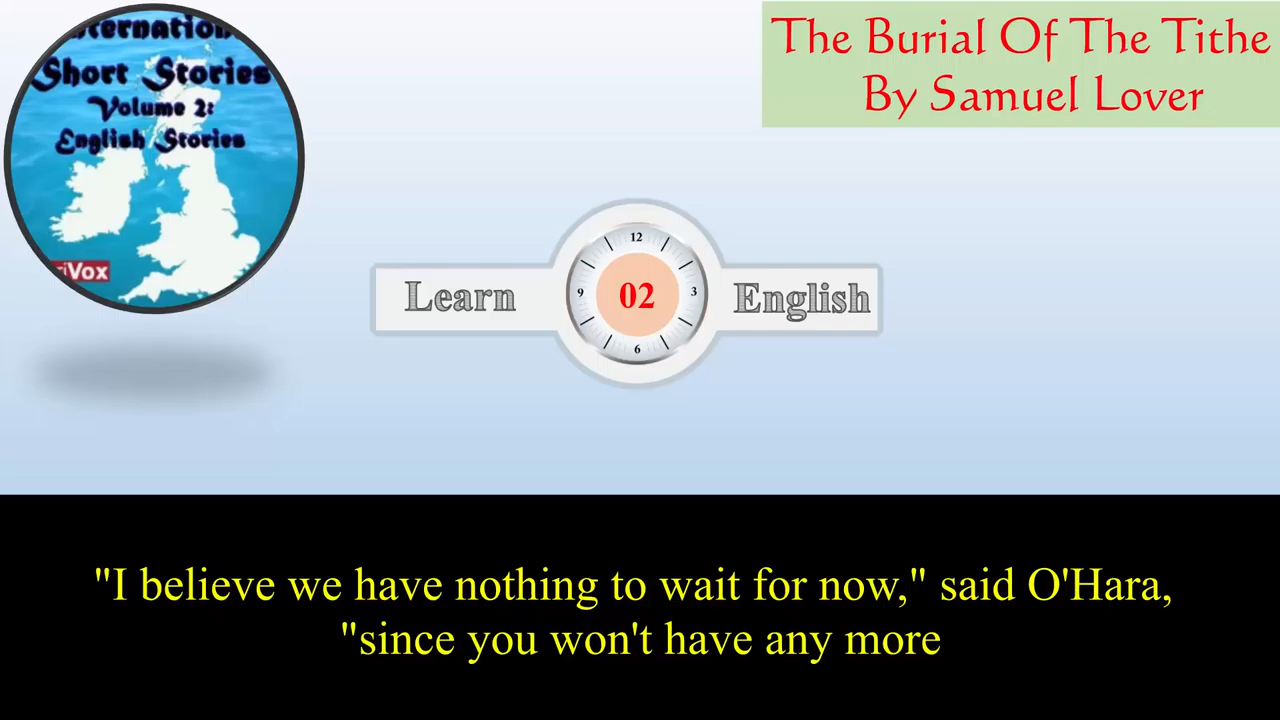 Short Stories
Volume 2:
English Stories
Vox
The Burial Of The Tithe
By Samuel Lover
Learn
12
9
02
3
6
English
"I believe we have nothing to wait for now," said O'Hara,
"since you won't have any more